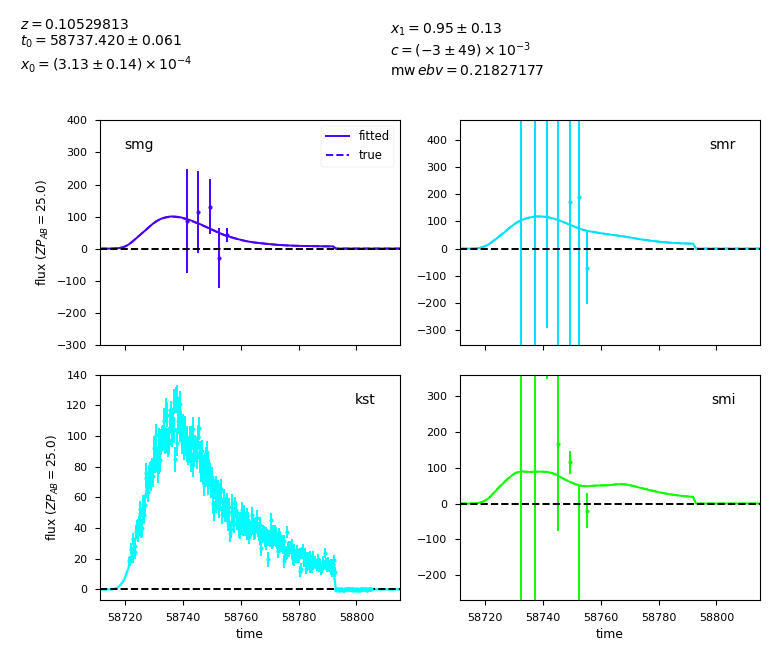 z = 0.10529813
t₀ = 58737.420 ± 0.061
x₀ = (3.13 ± 0.14) × 10⁻⁴
x₁ = 0.95 ± 0.13
c = (−3 ± 49) × 10⁻³
mw ebv = 0.21827177
400
300
200
100
0
−100
−200
−300
flux (ZP_AB = 25.0)
smg
fitted
true
400
300
200
100
0
−100
−200
−300
smr
140
120
100
80
60
40
20
0
flux (ZP_AB = 25.0)
kst
58720 58740 58760 58780 58800
time
300
200
100
0
−100
−200
smi
58720 58740 58760 58780 58800
time